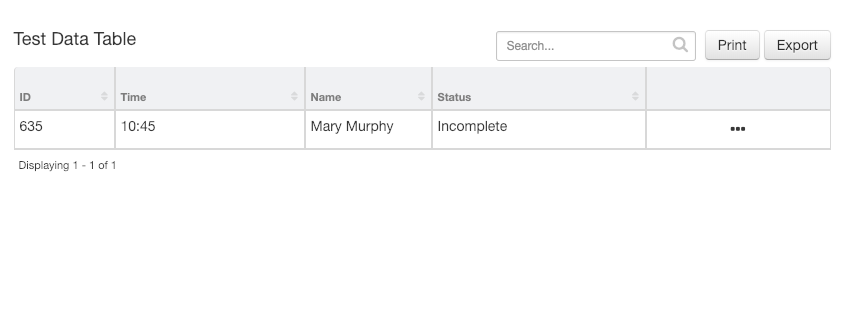 Test Data Table
Search...
Print
Export
ID Time Name Status
635 10:45 Mary Murphy Incomplete
Displaying 1 - 1 of 1